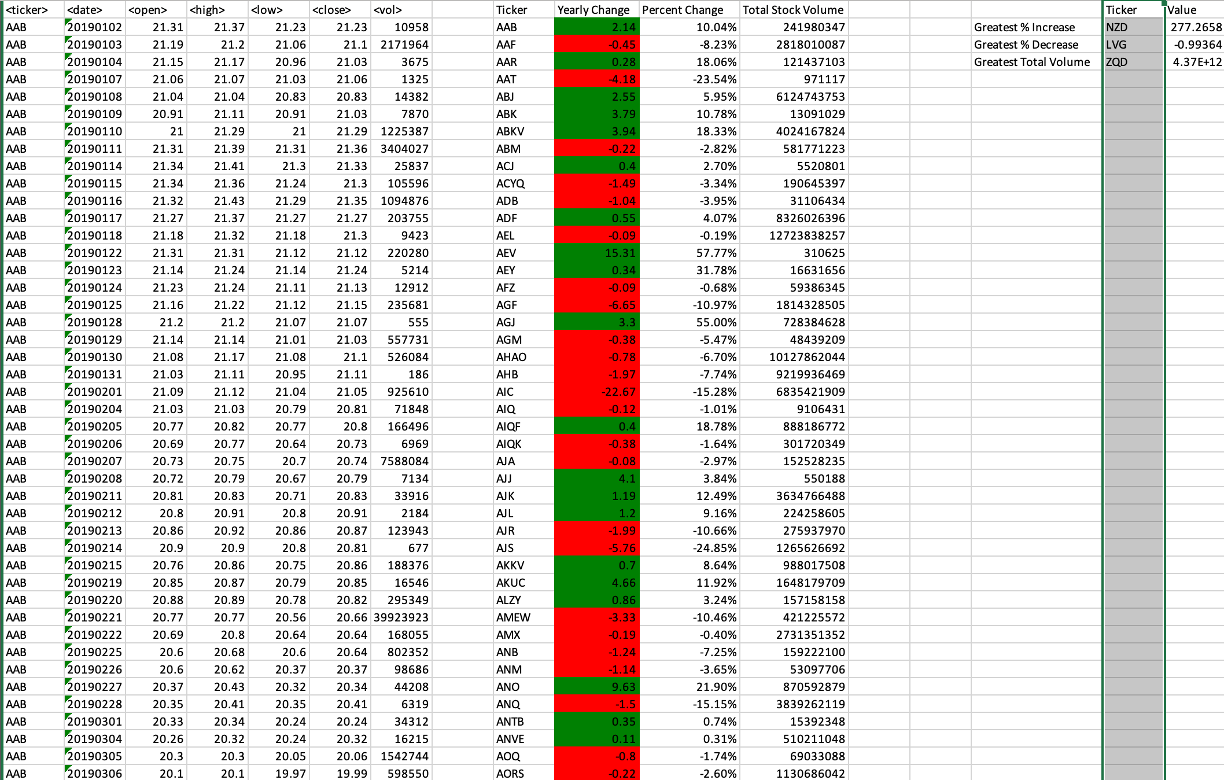 <ticker> <date> <open> <high> <low> <close> <vol> Ticker Yearly Change Percent Change Total Stock Volume Ticker Value
AAB 20190102 21.31 21.37 21.23 21.23 10958 AAB 2.14 10.04% 241980347 Greatest % Increase NZD 277.2658
AAB 20190103 21.19 21.2 21.06 21.1 2171964 AAF -0.45 -8.23% 2818010087 Greatest % Decrease LVG -0.99364
AAB 20190104 21.15 21.17 20.96 21.03 3675 AAR 0.28 18.06% 121437103 Greatest Total Volume ZQD 4.37E+12
AAB 20190107 21.06 21.07 21.03 21.06 1325 AAT -4.18 -23.54% 971117
AAB 20190108 21.04 21.04 20.83 20.83 14382 ABJ 2.55 5.95% 6124743753
AAB 20190109 20.91 21.11 20.91 21.03 7870 ABK 3.79 10.78% 13091029
AAB 20190110 21 21.29 21 21.29 1225387 ABKV 3.94 18.33% 4024167824
AAB 20190111 21.31 21.39 21.31 21.36 3404027 ABM -0.22 -2.82% 581771223
AAB 20190114 21.34 21.41 21.3 21.33 25837 ACJ 0.4 2.70% 5520801
AAB 20190115 21.34 21.36 21.24 21.3 105596 ACYQ -1.49 -3.34% 190645397
AAB 20190116 21.32 21.43 21.29 21.35 1094876 ADB -1.04 -3.95% 31106434
AAB 20190117 21.27 21.37 21.27 21.27 203755 ADF 0.55 4.07% 8326026396
AAB 20190118 21.18 21.32 21.18 21.3 9423 AEL -0.09 -0.19% 12723838257
AAB 20190122 21.31 21.31 21.12 21.12 220280 AEV 15.31 57.77% 310625
AAB 20190123 21.14 21.24 21.14 21.24 5214 AEY 0.34 31.78% 16631656
AAB 20190124 21.23 21.24 21.11 21.13 12912 AFZ -0.09 -0.68% 59386345
AAB 20190125 21.16 21.22 21.12 21.15 235681 AGF -6.65 -10.97% 1814328505
AAB 20190128 21.2 21.2 21.07 21.07 555 AGJ 3.3 55.00% 728384628
AAB 20190129 21.14 21.14 21.01 21.03 557731 AGM -0.38 -5.47% 48439209
AAB 20190130 21.08 21.17 21.08 21.1 526084 AHAO -0.78 -6.70% 10127862044
AAB 20190131 21.03 21.11 20.95 21.11 186 AHB -1.97 -7.74% 9219936469
AAB 20190201 21.09 21.12 21.04 21.05 925610 AIC -22.67 -15.28% 6835421909
AAB 20190204 21.03 21.03 20.79 20.81 71848 AIQ -0.12 -1.01% 9106431
AAB 20190205 20.77 20.82 20.77 20.8 166496 AIQF 0.4 18.78% 888186772
AAB 20190206 20.69 20.77 20.64 20.73 6969 AIQK -0.38 -1.64% 301720349
AAB 20190207 20.73 20.75 20.7 20.74 7588084 AJA -0.08 -2.97% 152528235
AAB 20190208 20.72 20.79 20.67 20.79 7134 AJJ 4.1 3.84% 550188
AAB 20190211 20.81 20.83 20.71 20.83 33916 AJK 1.19 12.49% 3634766488
AAB 20190212 20.8 20.91 20.8 20.91 2184 AJL 1.2 9.16% 224258605
AAB 20190213 20.86 20.92 20.86 20.87 123943 AJR -1.99 -10.66% 275937970
AAB 20190214 20.9 20.9 20.8 20.81 677 AJS -5.76 -24.85% 1265626692
AAB 20190215 20.76 20.86 20.75 20.86 188376 AKKV 0.7 8.64% 988017508
AAB 20190219 20.85 20.87 20.79 20.85 16546 AKUC 4.66 11.92% 1648179709
AAB 20190220 20.88 20.89 20.78 20.82 295349 ALZY 0.86 3.24% 157158158
AAB 20190221 20.77 20.77 20.56 20.66 39923923 AMEW -3.33 -10.46% 421225572
AAB 20190222 20.69 20.8 20.64 20.64 168055 AMX -0.19 -0.40% 2731351352
AAB 20190225 20.6 20.68 20.6 20.64 802352 ANB -1.24 -7.25% 159222100
AAB 20190226 20.6 20.62 20.37 20.37 98686 ANM -1.14 -3.65% 53097706
AAB 20190227 20.37 20.43 20.32 20.34 44208 ANO 9.63 21.90% 870592879
AAB 20190228 20.35 20.41 20.35 20.41 6319 ANQ -1.5 -15.15% 3839262119
AAB 20190301 20.33 20.34 20.24 20.24 34312 ANTB 0.35 0.74% 15392348
AAB 20190304 20.26 20.32 20.24 20.32 16215 ANVE 0.11 0.31% 510211048
AAB 20190305 20.3 20.3 20.05 20.06 1542744 AOQ -0.8 -1.74% 69033088
AAB 20190306 20.1 20.1 19.97 19.99 598550 AORS -0.22 -2.60% 1130686042